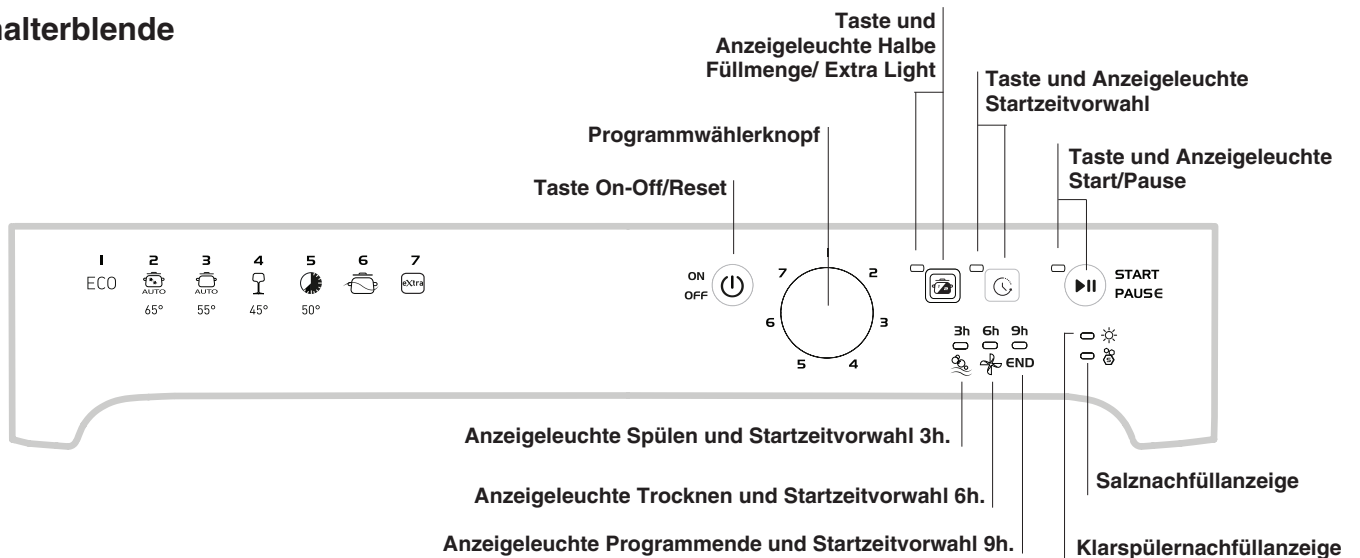 halterblende
Taste und
Anzeigeleuchte Halbe
Füllmenge/ Extra Light
Taste und Anzeigeleuchte
Startzeitvorwahl
Programmwählerknopf
Taste und Anzeigeleuchte
Start/Pause
Taste On-Off/Reset
1 2 3 4 5 6 7
ECO AUTO AUTO eXtra
65° 55° 45° 50°
ON
OFF
1
2
3
4
5
6
7
START
PAUSE
3h 6h 9h
END
S
Anzeigeleuchte Spülen und Startzeitvorwahl 3h.
Anzeigeleuchte Trocknen und Startzeitvorwahl 6h.
Salznachfüllanzeige
Anzeigeleuchte Programmende und Startzeitvorwahl 9h.
Klarspülernachfüllanzeige